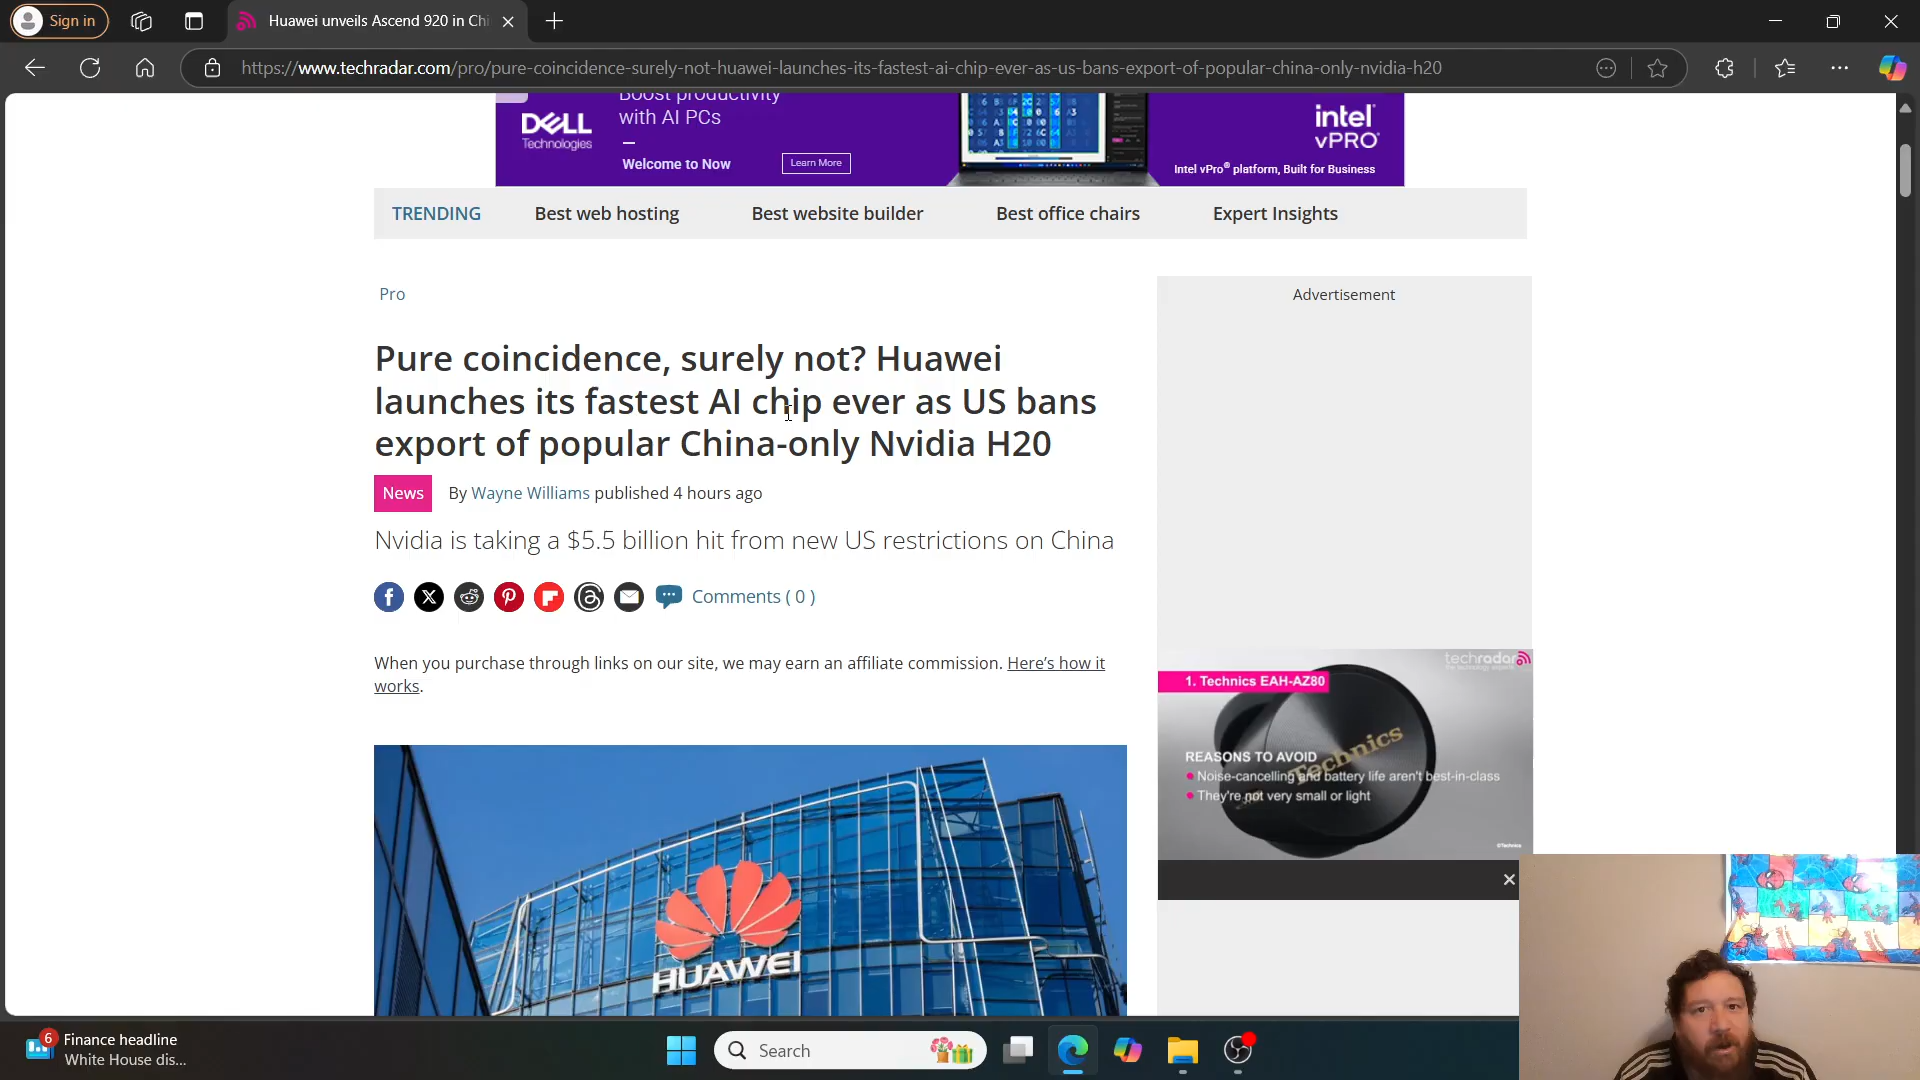 Sign in
Huawei unveils Ascend 920 in Chi
https://www.techradar.com/pro/pure-coincidence-surely-not-huawei-launches-its-fastest-ai-chip-ever-as-us-bans-export-of-popular-china-only-nvidia-h20
Boost productivity
with AI PCs
DELL
Technologies
Welcome to Now
Learn More
intel
vPRO
Intel vPro® platform, Built for Business
TRENDING Best web hosting Best website builder Best office chairs Expert Insights
Pro
Advertisement
Pure coincidence, surely not? Huawei
launches its fastest AI chip ever as US bans
export of popular China-only Nvidia H20
News By Wayne Williams published 4 hours ago
Nvidia is taking a $5.5 billion hit from new US restrictions on China
Comments ( 0 )
When you purchase through links on our site, we may earn an affiliate commission. Here's how it
works.
HUAWEI
techradar
1. Technics EAH-AZ80
Technics
REASONS TO AVOID
Noise-cancelling and battery life aren't best-in-class
They're not very small or light
6
Finance headline
White House dis...
Search